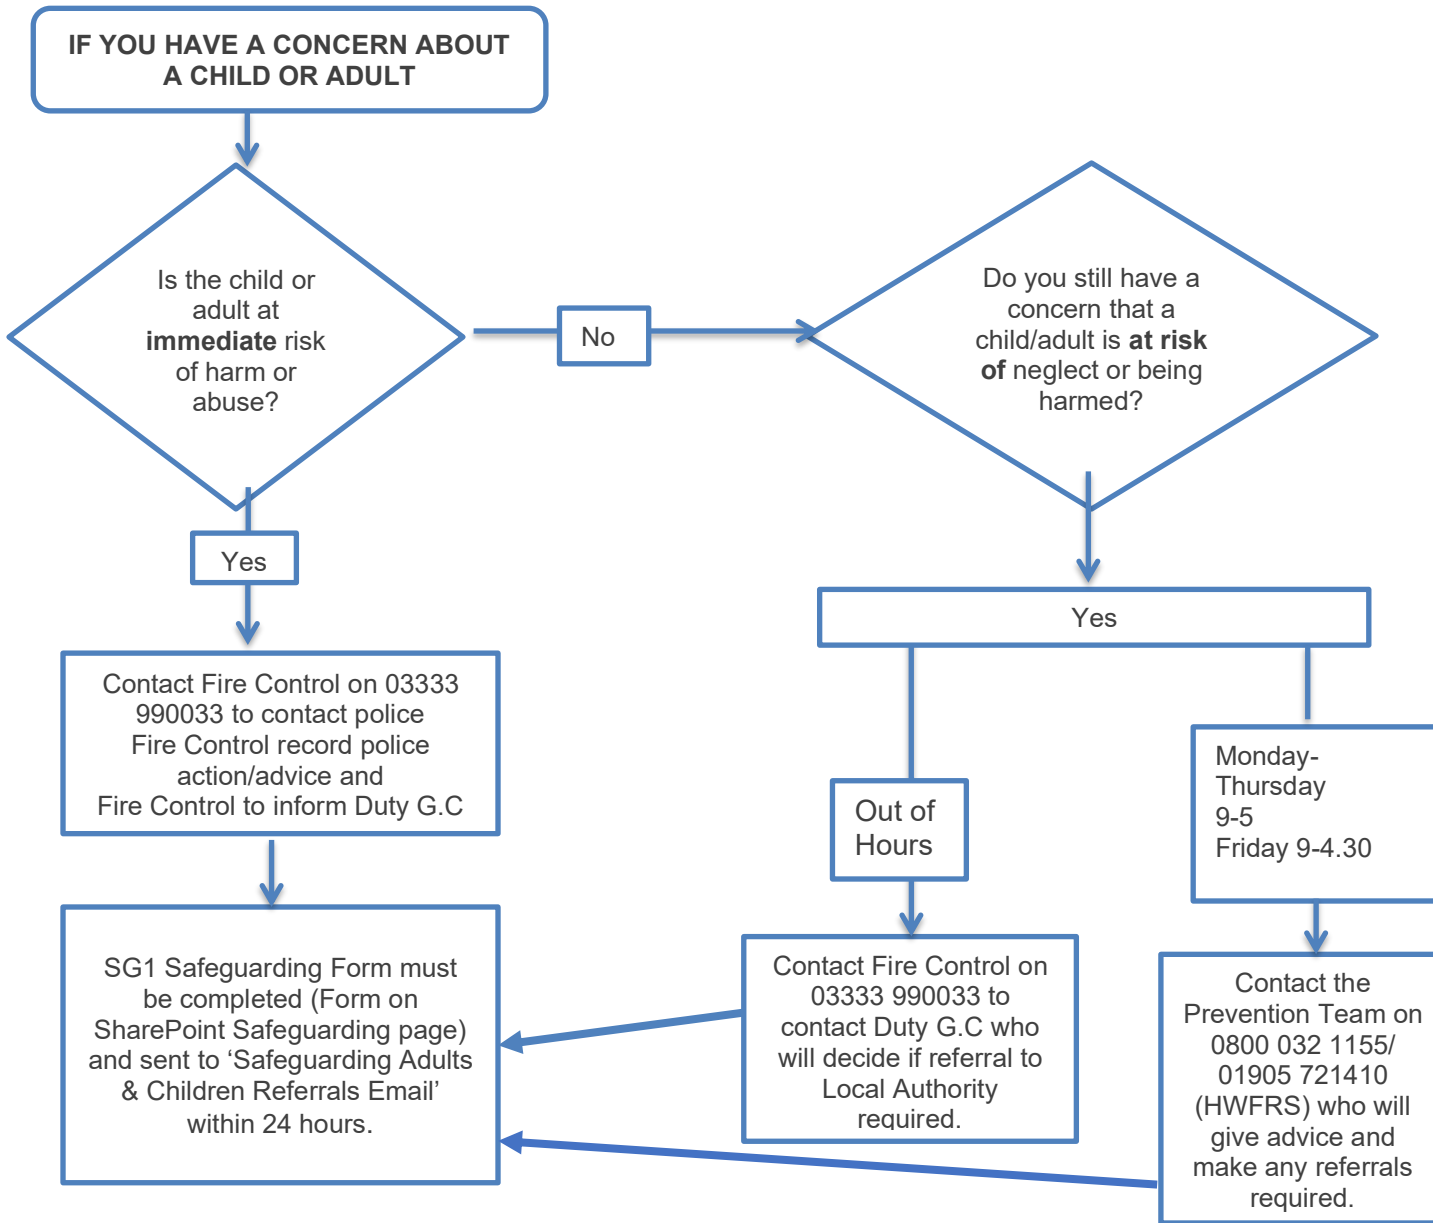 IF YOU HAVE A CONCERN ABOUT
A CHILD OR ADULT
Is the child or
adult at
immediate risk
of harm or
abuse?
No
Do you still have a
concern that a
child/adult is at risk
of neglect or being
harmed?
Yes
Yes
Contact Fire Control on 03333
990033 to contact police
Fire Control record police
action/advice and
Fire Control to inform Duty G.C
Out of
Hours
Monday-
Thursday
9-5
Friday 9-4.30
SG1 Safeguarding Form must
be completed (Form on
SharePoint Safeguarding page)
and sent to ‘Safeguarding Adults
& Children Referrals Email’
within 24 hours.
Contact Fire Control on
03333 990033 to
contact Duty G.C who
will decide if referral to
Local Authority
required.
Contact the
Prevention Team on
0800 032 1155/
01905 721410
(HWFRS) who will
give advice and
make any referrals
required.